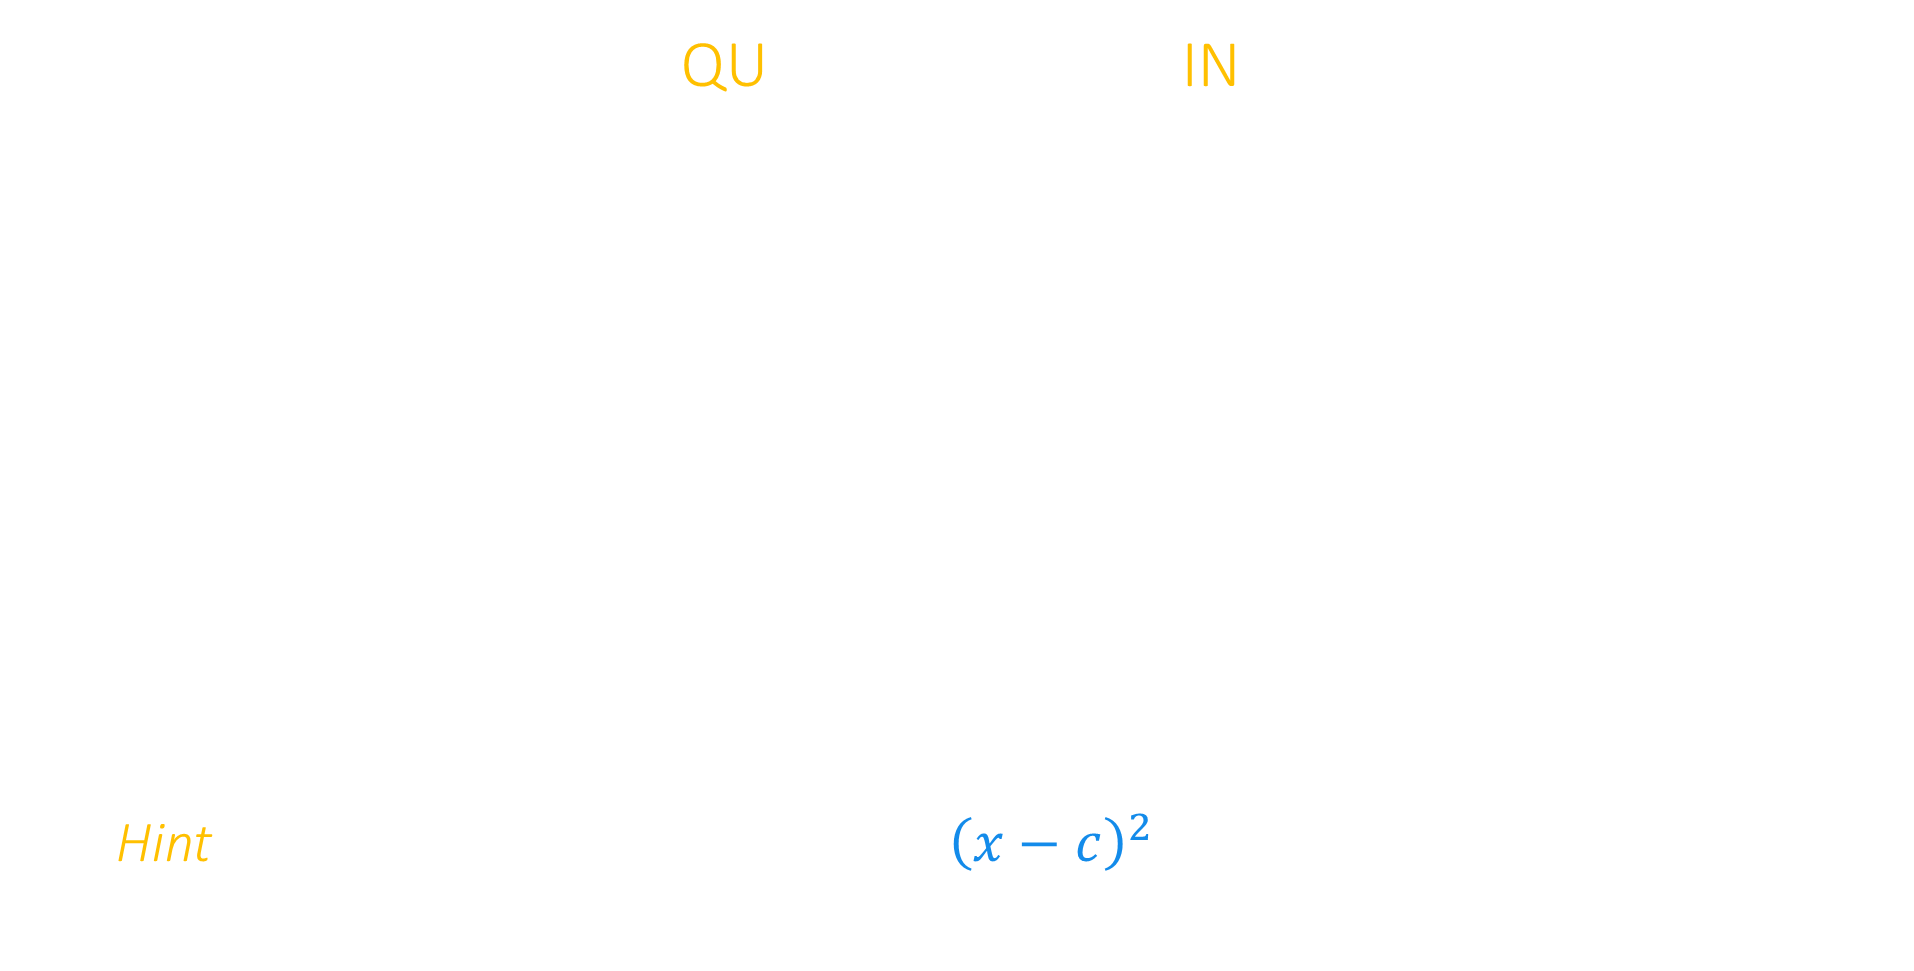 QU IN
Hint (x − c)²